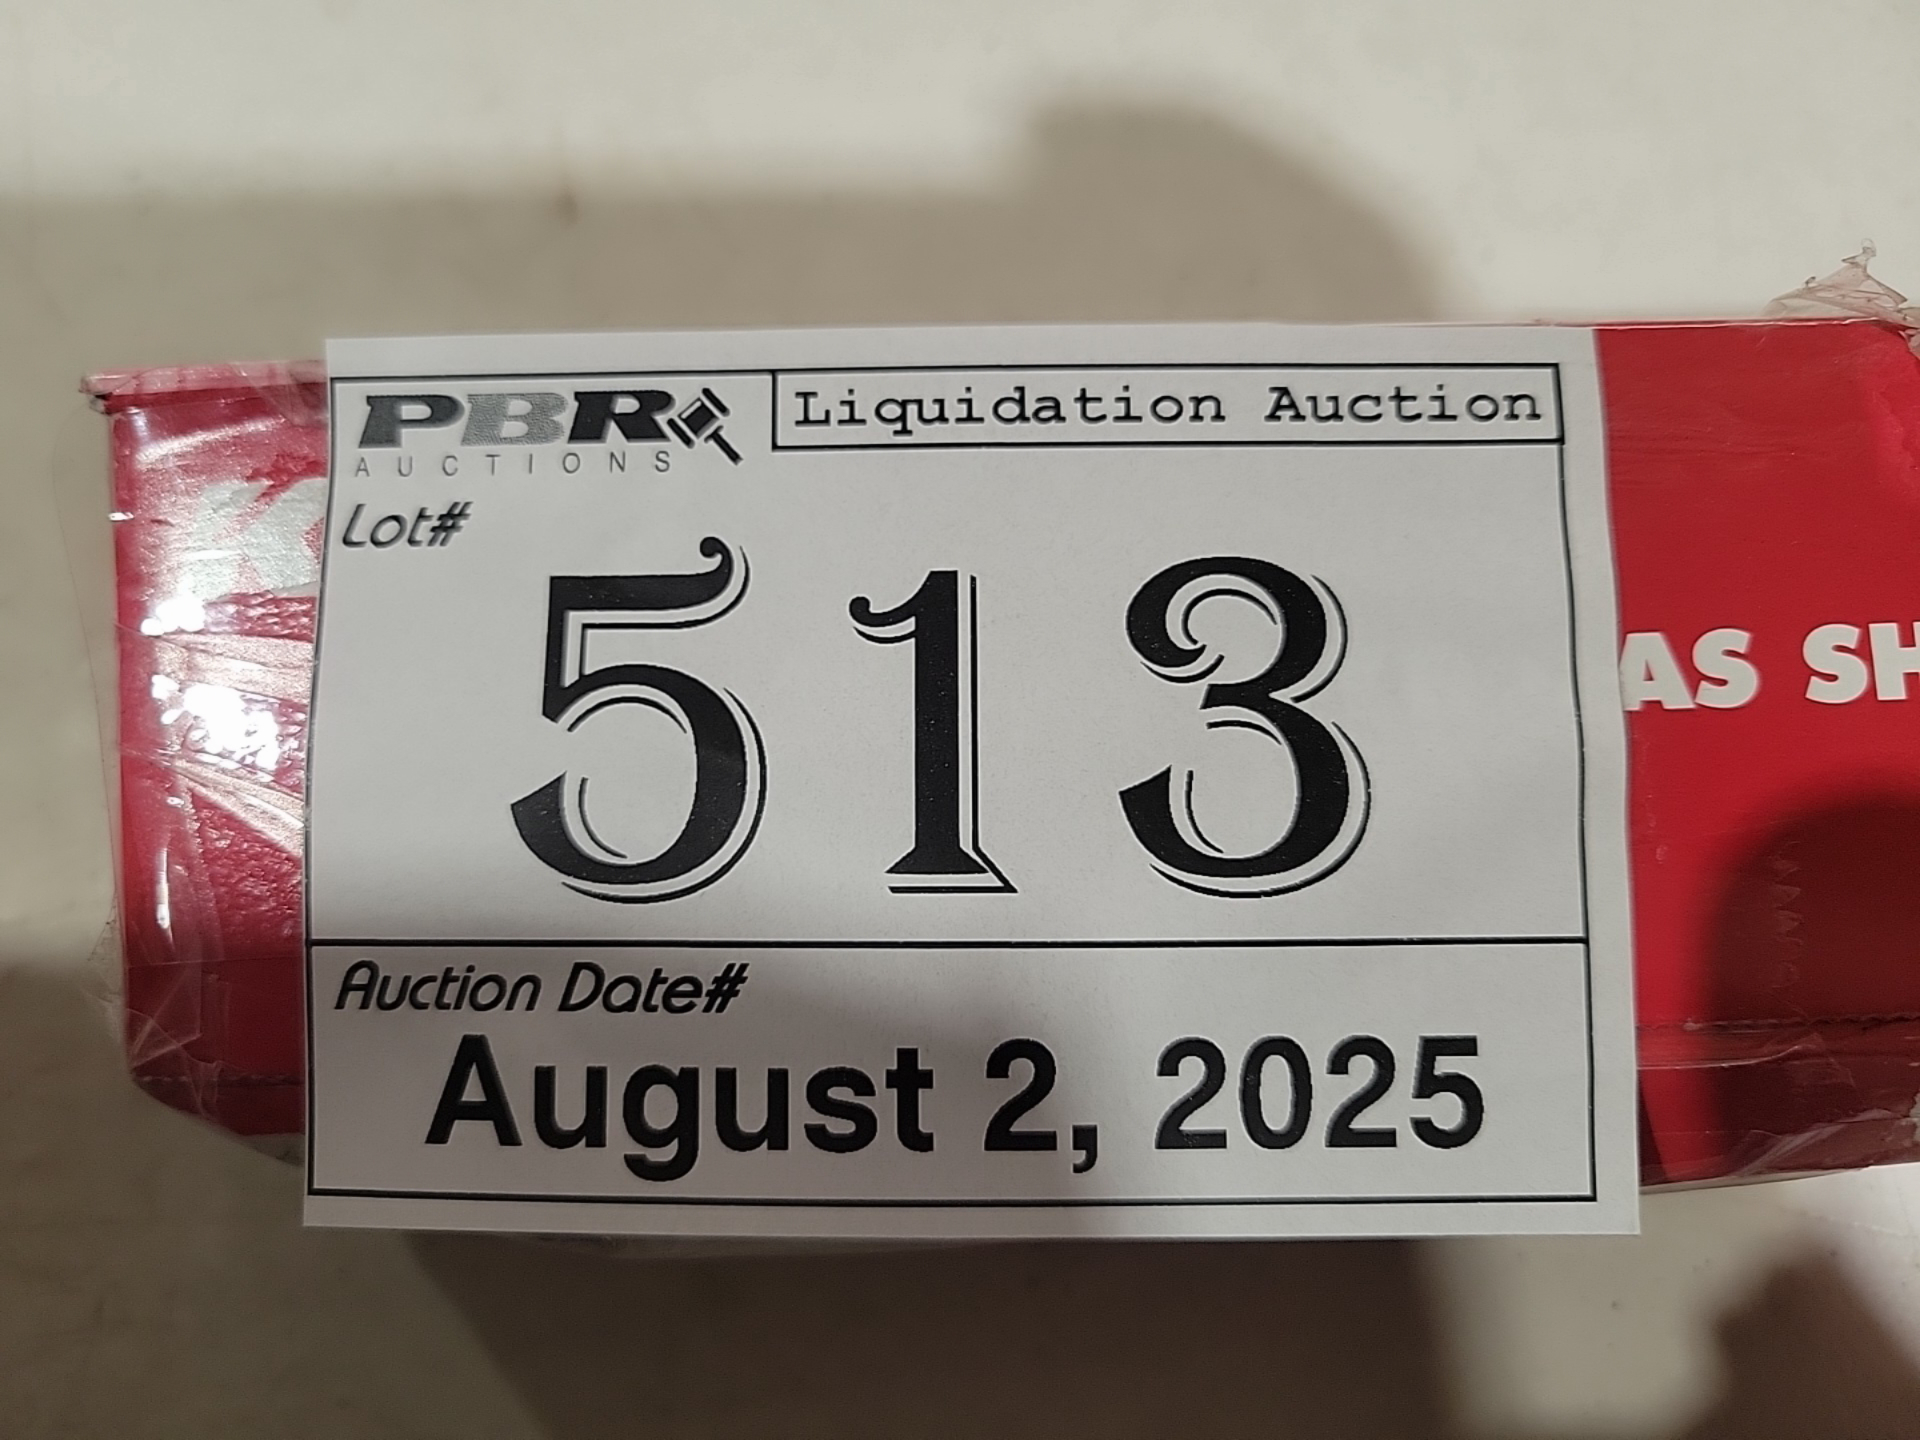 PBR
AUCTIONS
Liquidation Auction
Lot#
513
AS SH
Auction Date#
August 2, 2025